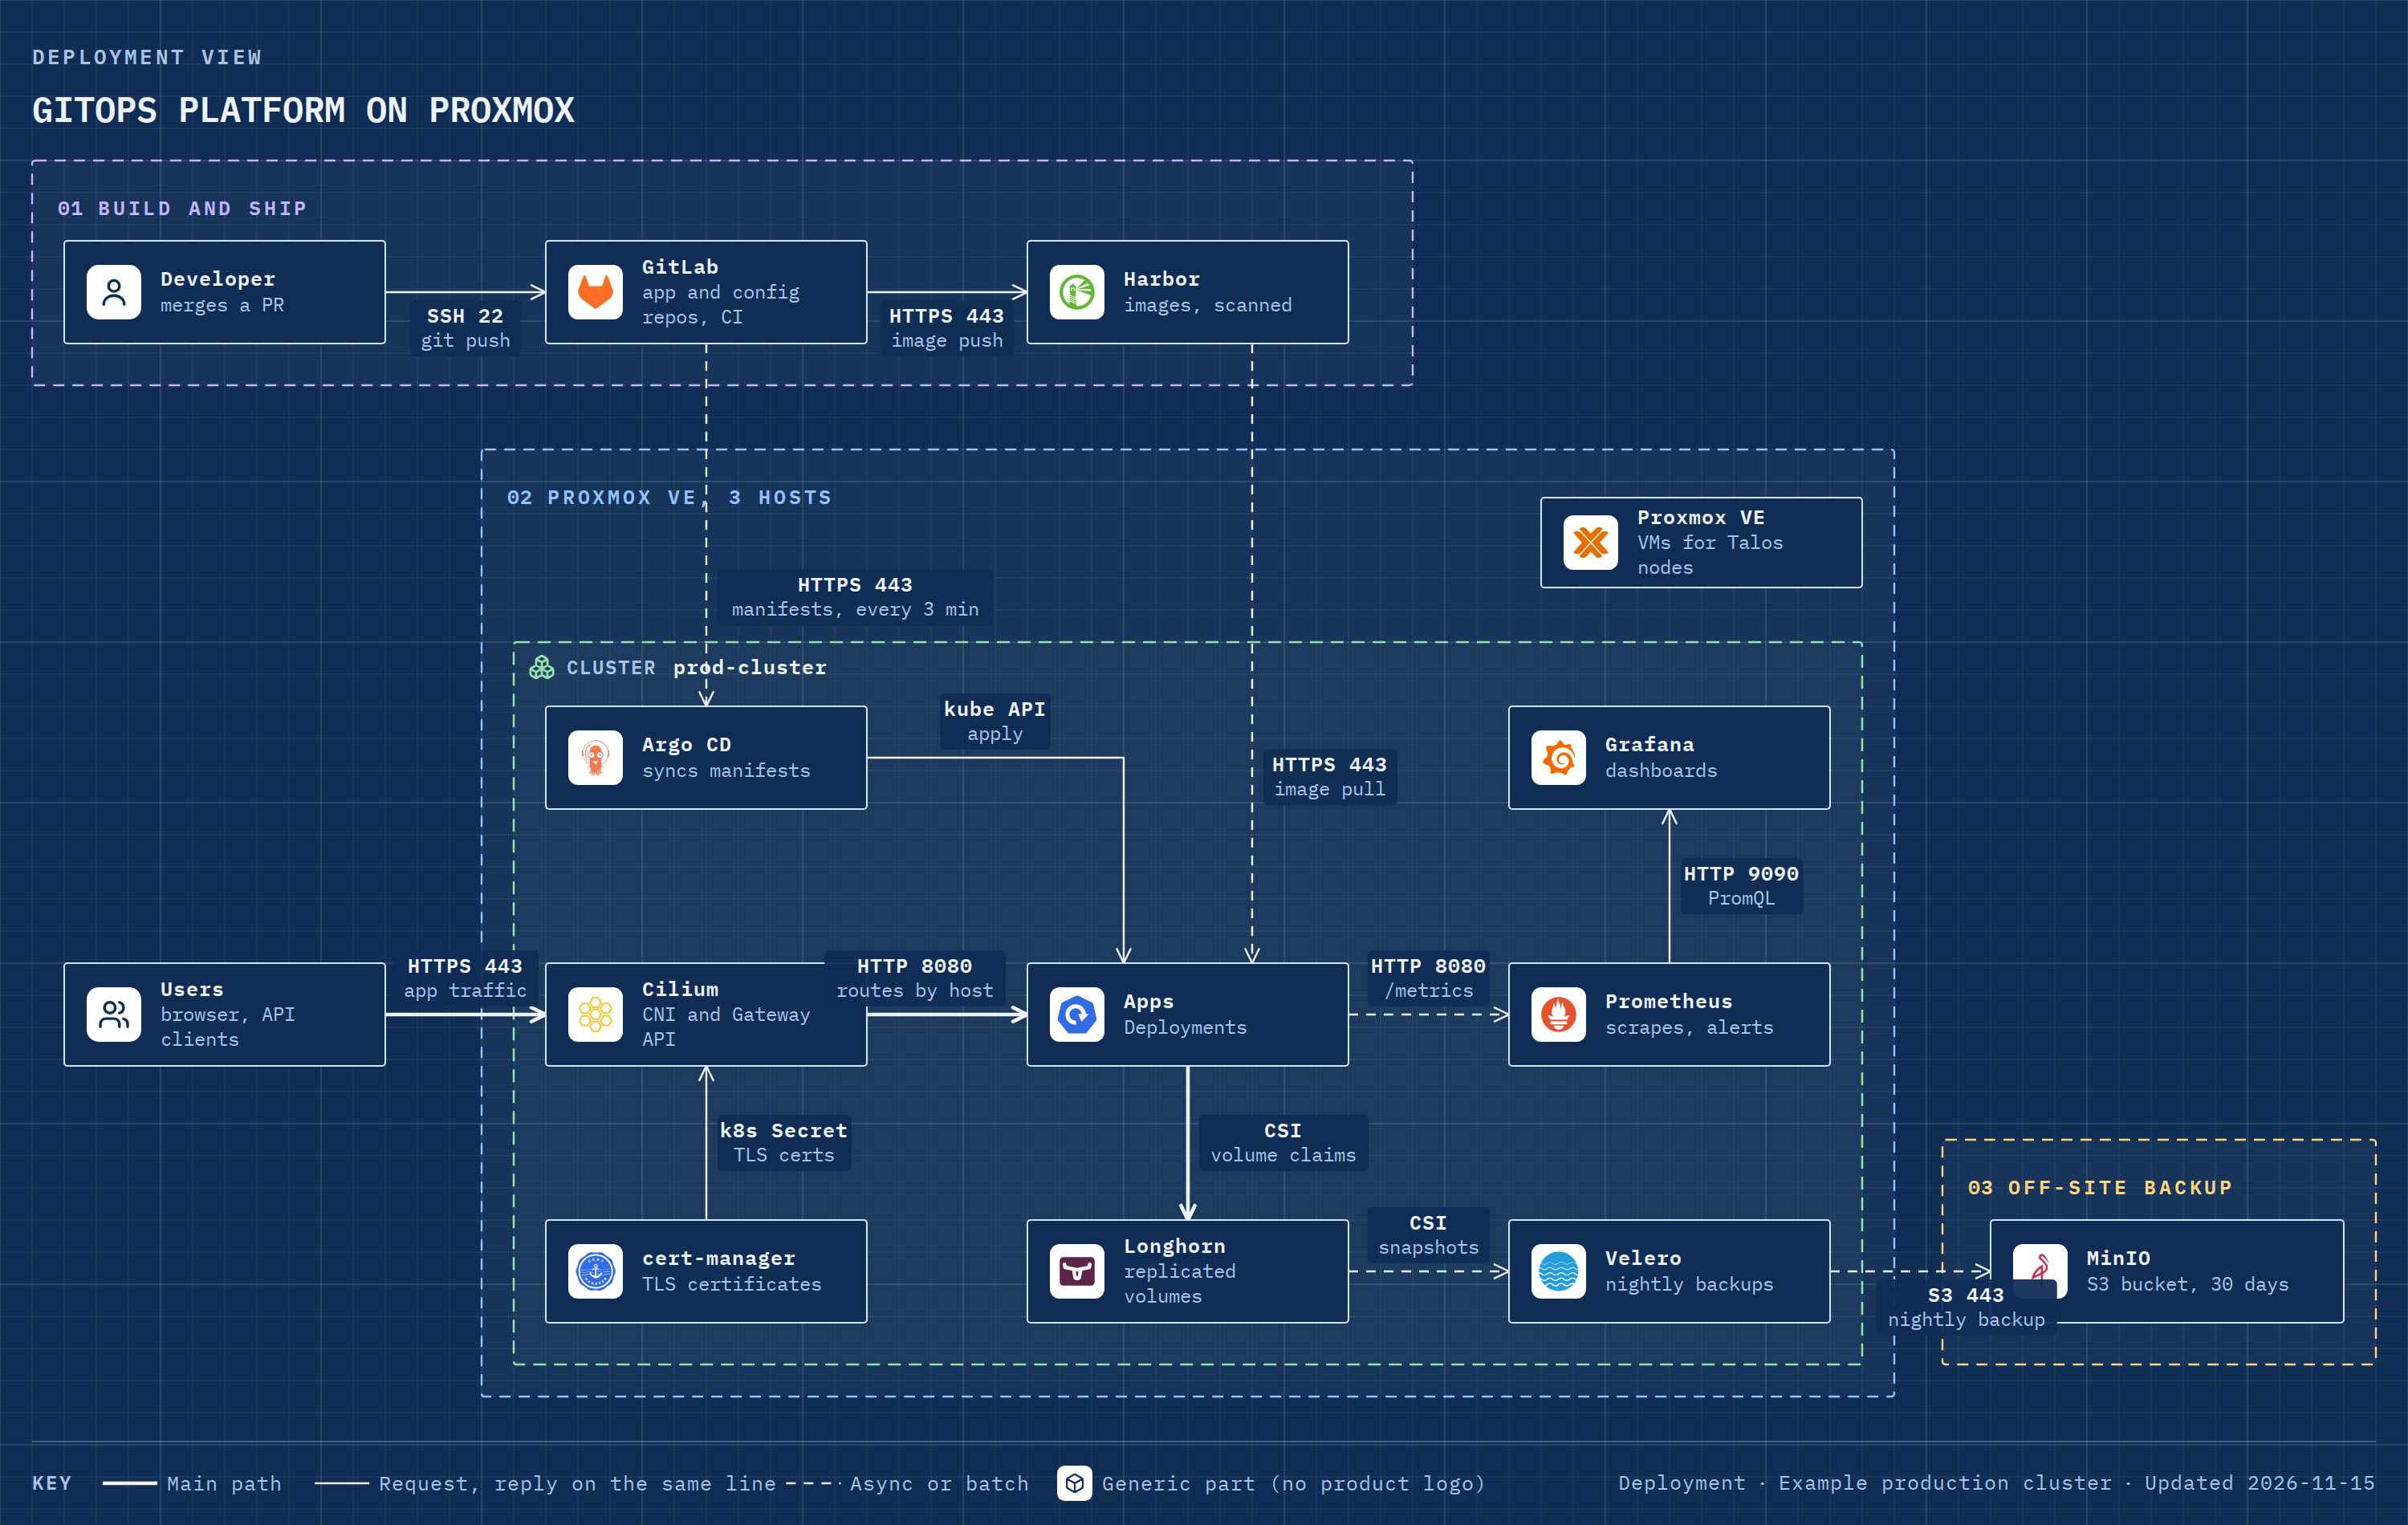 DEPLOYMENT VIEW
GITOPS PLATFORM ON PROXMOX
01 BUILD AND SHIP
Developer
merges a PR
SSH 22
git push
GitLab
app and config
repos, CI
HTTPS 443
image push
Harbor
images, scanned
02 PROXMOX VE, 3 HOSTS
Proxmox VE
VMs for Talos
nodes
HTTPS 443
manifests, every 3 min
CLUSTER prod-cluster
Argo CD
syncs manifests
kube API
apply
HTTPS 443
image pull
Grafana
dashboards
HTTP 9090
PromQL
Users
browser, API
clients
HTTPS 443
app traffic
Cilium
CNI and Gateway
API
HTTP 8080
routes by host
Apps
Deployments
HTTP 8080
/metrics
Prometheus
scrapes, alerts
k8s Secret
TLS certs
CSI
volume claims
cert-manager
TLS certificates
Longhorn
replicated
volumes
CSI
snapshots
Velero
nightly backups
03 OFF-SITE BACKUP
S3 443
nightly backup
MinIO
S3 bucket, 30 days
KEY
Main path
Request, reply on the same line
Async or batch
Generic part (no product logo)
Deployment · Example production cluster · Updated 2026-11-15